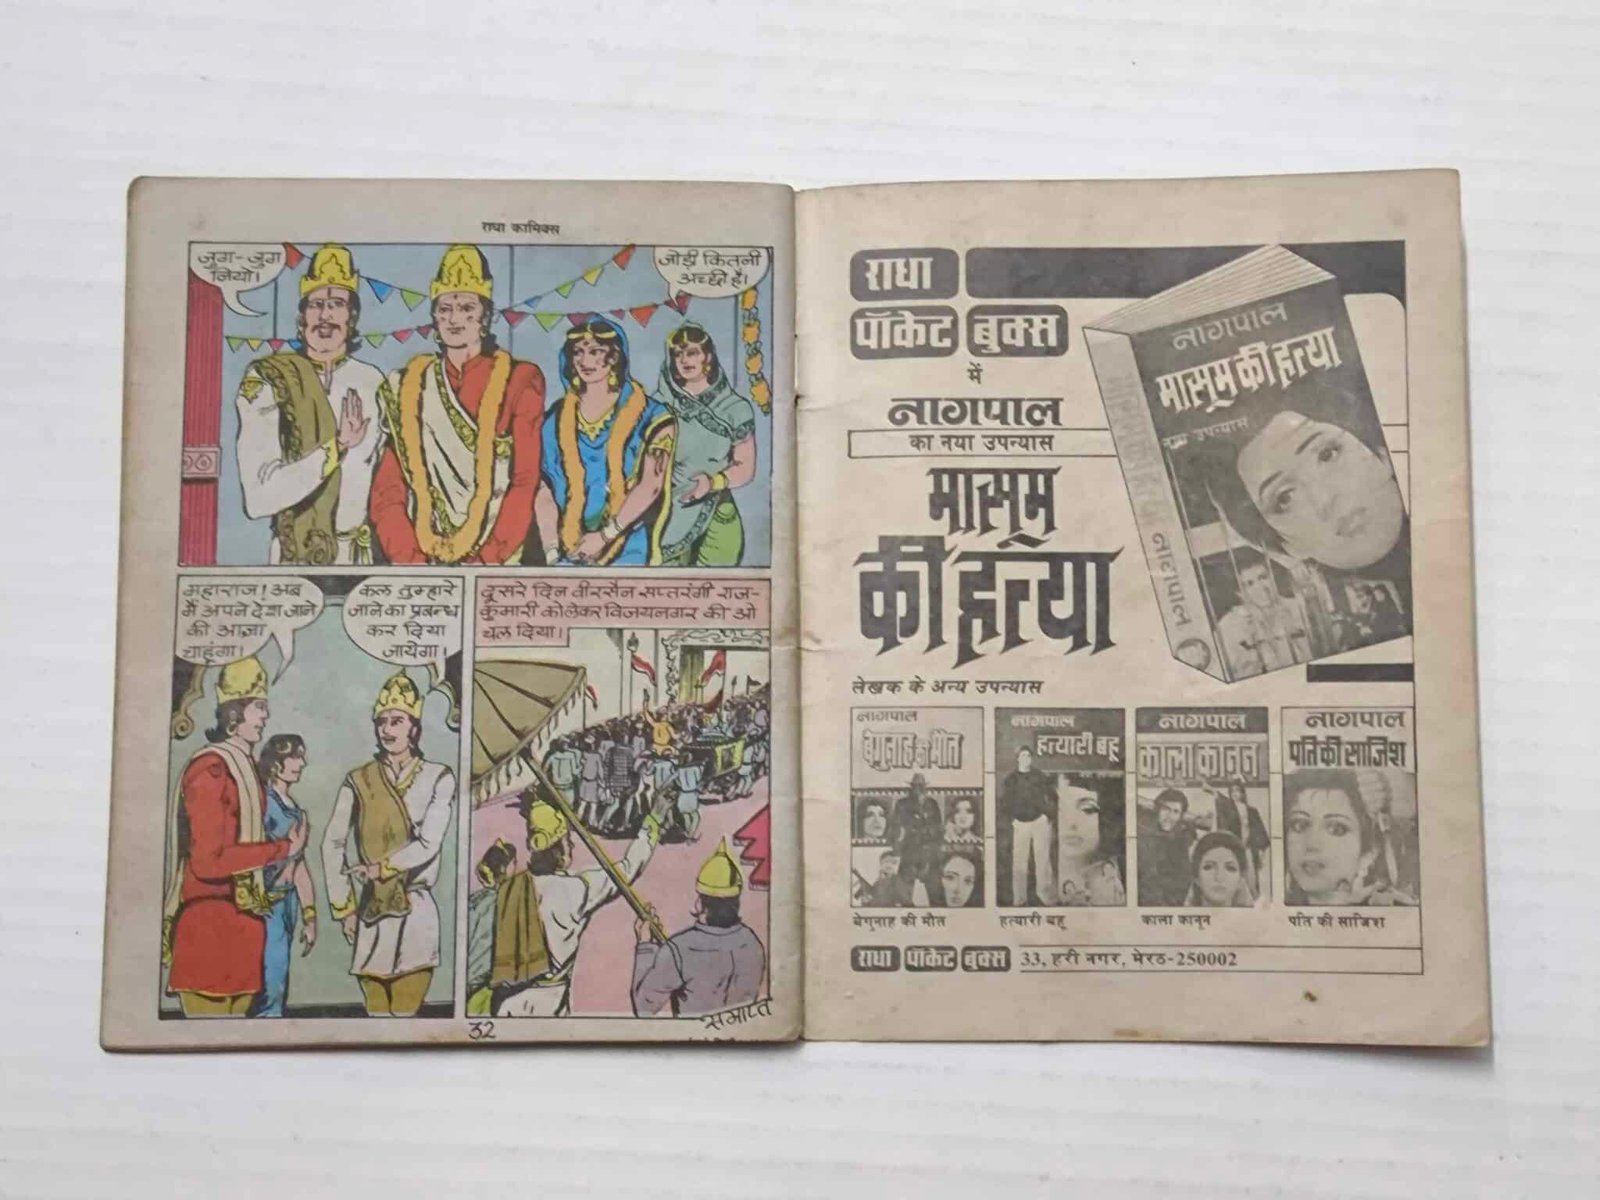 राधा कामिक्स
जुग-जुग
जियो।
जोड़ी कितनी
अच्छी है।
महाराज! अब
मैं अपने देश जाने
की आज्ञा
चाहूंगा।
कल तुम्हारे
जाने का प्रबन्ध
कर दिया
जायेगा।
दूसरे दिन वीरसैन सप्तरंगी राज-
कुमारी को लेकर विजयनगर की ओ
चल दिया।
समाप्त
32
राधा
पॉकेट बुक्स
में
नागपाल
का नया उपन्यास
मासूम
की हत्या
नागपाल
मासूम की हत्या
नया उपन्यास
मासूम की हत्या नागपाल
लेखक के अन्य उपन्यास
नागपाल
बेगुनाह की मौत
बेगुनाह की मौत
नागपाल
हत्यारी बहू
हत्यारी बहू
नागपाल
काला कानून
काला कानून
नागपाल
पति की साजिश
पति की साजिश
राधा पॉकेट बुक्स 33, हरी नगर, मेरठ-250002